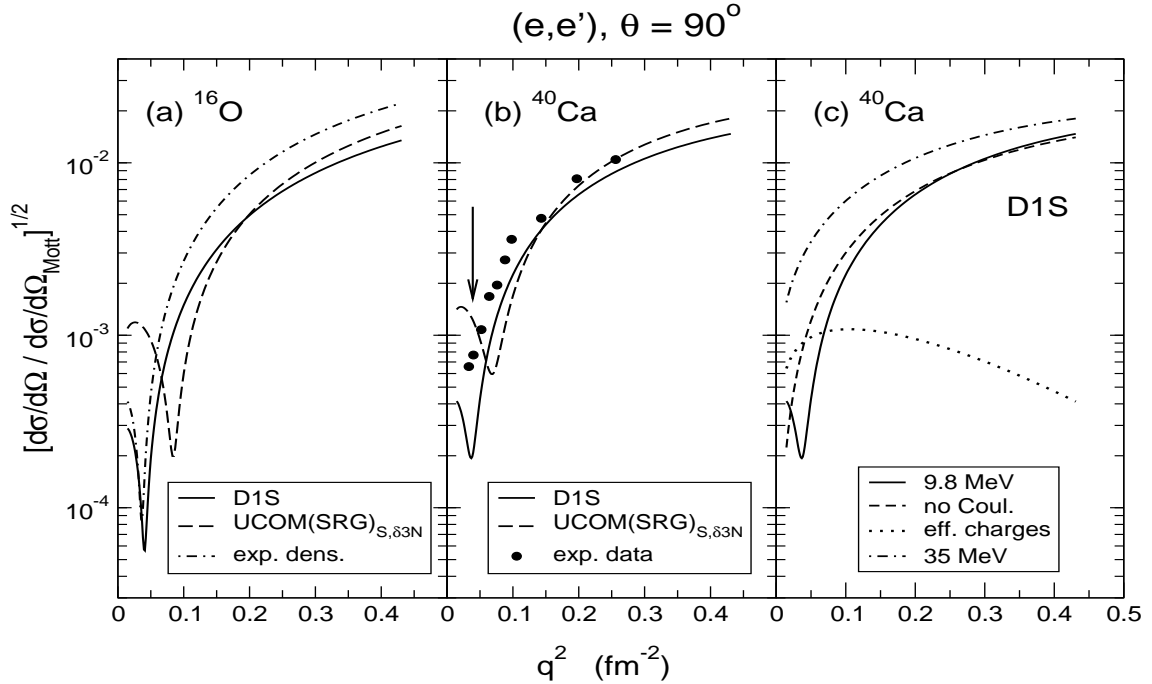 (e,e'), θ = 90°
[dσ/dΩ / dσ/dΩ_Mott]^1/2
10^-2
10^-3
10^-4
(a) ^16O
D1S
UCOM(SRG)_S,δ3N
exp. dens.
(b) ^40Ca
D1S
UCOM(SRG)_S,δ3N
exp. data
(c) ^40Ca
D1S
9.8 MeV
no Coul.
eff. charges
35 MeV
0 0.1 0.2 0.3 0.4 0 0.1 0.2 0.3 0.4 0 0.1 0.2 0.3 0.4 0.5
q^2 (fm^-2)